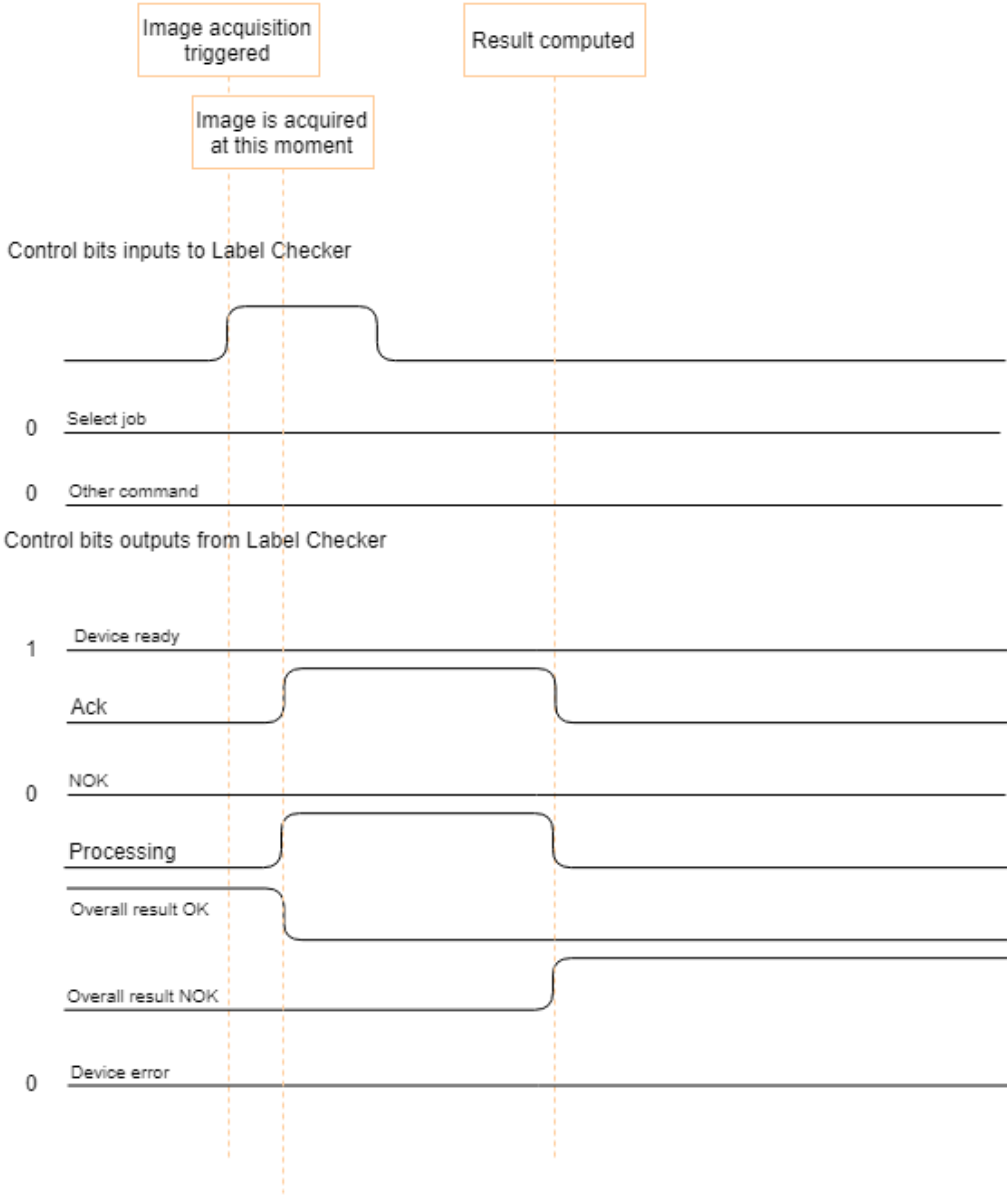 Image acquisition
triggered
Result computed
Image is acquired
at this moment
Control bits inputs to Label Checker
Select job
0
Other command
0
Control bits outputs from Label Checker
Device ready
1
Ack
NOK
0
Processing
Overall result OK
Overall result NOK
Device error
0